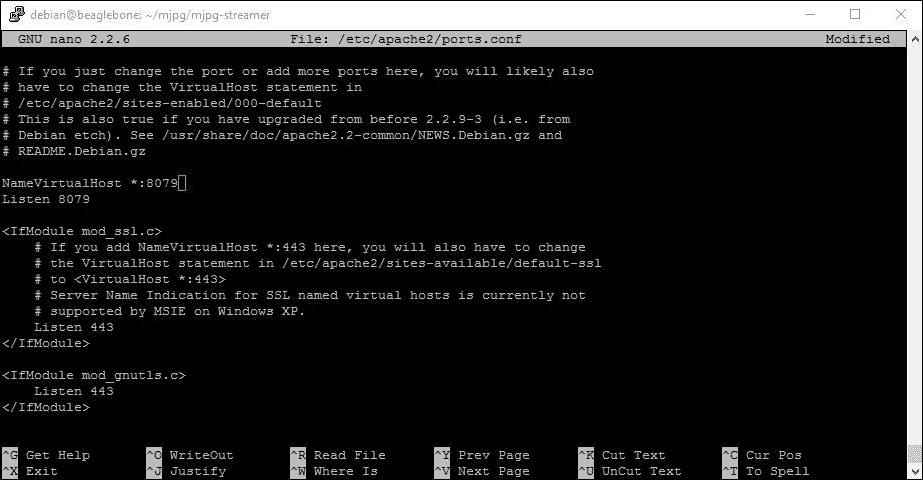 debian@beaglebone: ~/mjpg/mjpg-streamer
GNU nano 2.2.6 File: /etc/apache2/ports.conf Modified
# If you just change the port or add more ports here, you will likely also
# have to change the VirtualHost statement in
# /etc/apache2/sites-enabled/000-default
# This is also true if you have upgraded from before 2.2.9-3 (i.e. from
# Debian etch). See /usr/share/doc/apache2.2-common/NEWS.Debian.gz and
# README.Debian.gz
NameVirtualHost *:8079
Listen 8079
<IfModule mod_ssl.c>
# If you add NameVirtualHost *:443 here, you will also have to change
# the VirtualHost statement in /etc/apache2/sites-available/default-ssl
# to <VirtualHost *:443>
# Server Name Indication for SSL named virtual hosts is currently not
# supported by MSIE on Windows XP.
Listen 443
</IfModule>
<IfModule mod_gnutls.c>
Listen 443
</IfModule>
^G Get Help ^O WriteOut ^R Read File ^Y Prev Page ^K Cut Text ^C Cur Pos
^X Exit ^J Justify ^W Where Is ^V Next Page ^U UnCut Text ^T To Spell